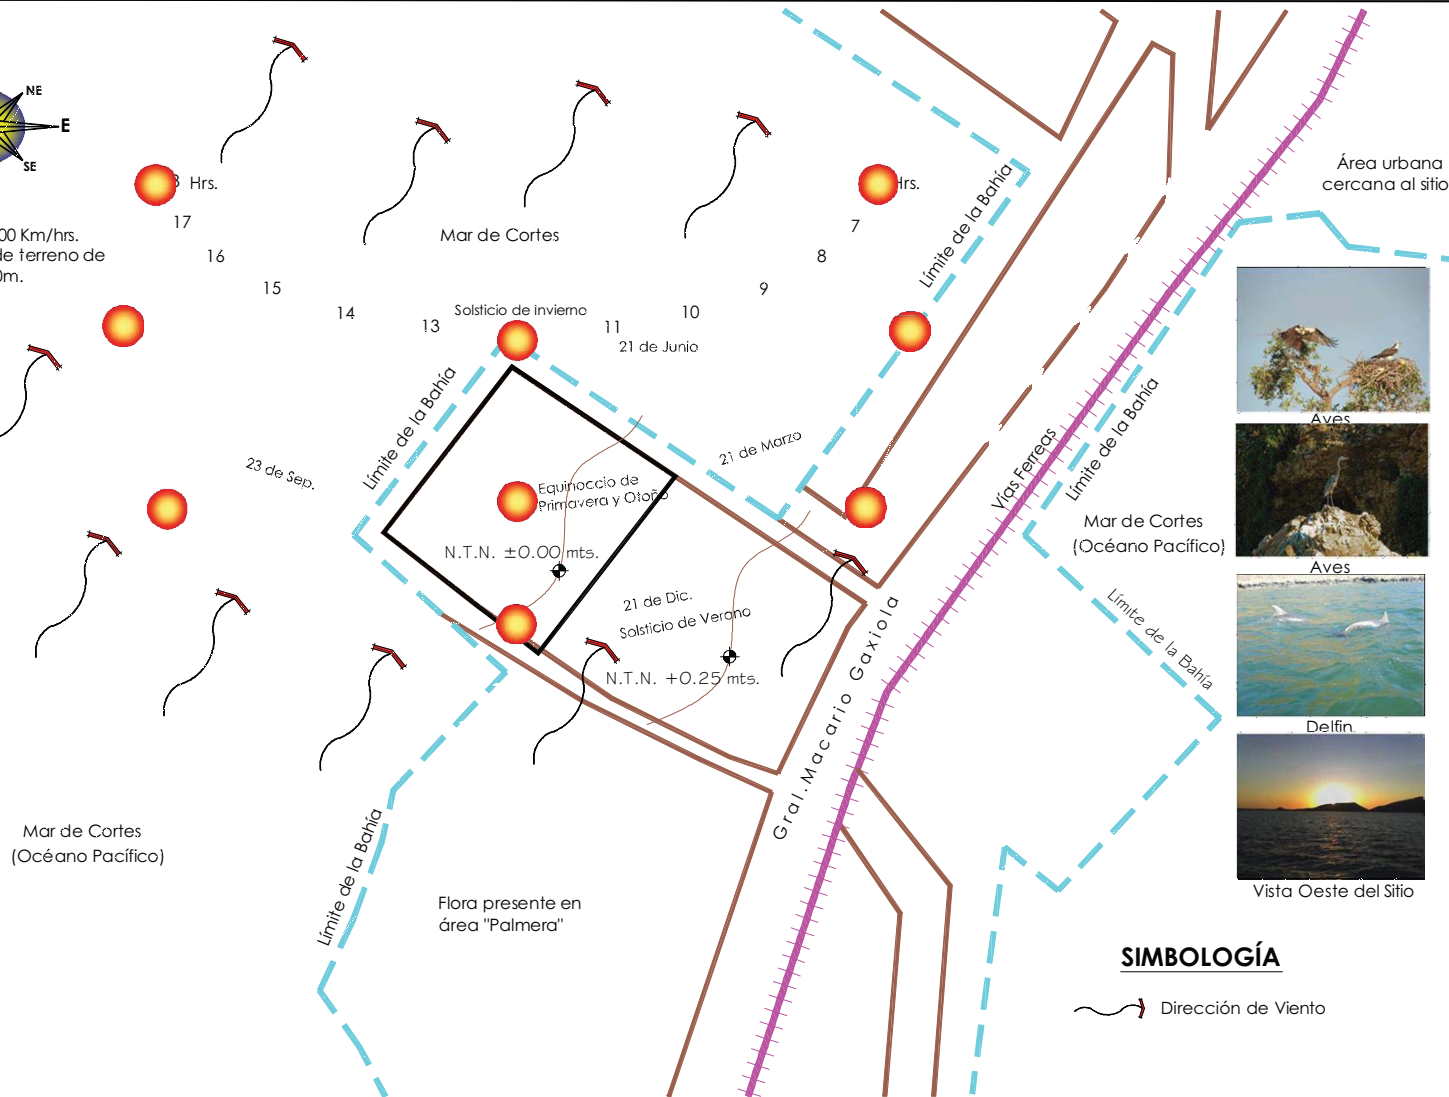 NE
E
SE
Hrs.
17
16
15
14
13
00 Km/hrs.
de terreno de
0m.
Mar de Cortes
Solsticio de Invierno
11
10
9
8
7
Hrs.
21 de Junio
Límite de la Bahía
Área urbana
cercana al sitio
Límite de la Bahía
23 de Sep.
21 de Marzo
Equinoccio de
Primavera y Otoño
N.T.N. ±0.00 mts.
21 de Dic.
Solsticio de Verano
N.T.N. +0.25 mts.
Vías Ferreas
Límite de la Bahía
Mar de Cortes
(Océano Pacífico)
Límite de la Bahía
Gral. Macario Gaxiola
Aves
Aves
Delfin
Vista Oeste del Sitio
Mar de Cortes
(Océano Pacífico)
Límite de la Bahía
Flora presente en
área "Palmera"
SIMBOLOGÍA
Dirección de Viento